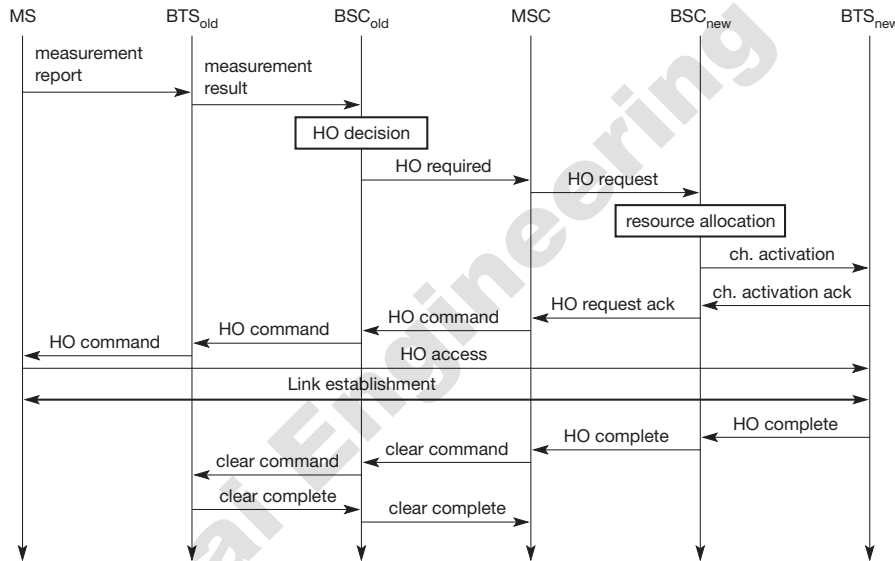 MS BTSold BSCold MSC BSCnew BTSnew
measurement
report
measurement
result
HO decision
HO required
HO request
resource allocation
ch. activation
ch. activation ack
HO request ack
HO command
HO command
HO command
HO access
Link establishment
HO complete
HO complete
clear command
clear command
clear complete
clear complete
ai Engineering